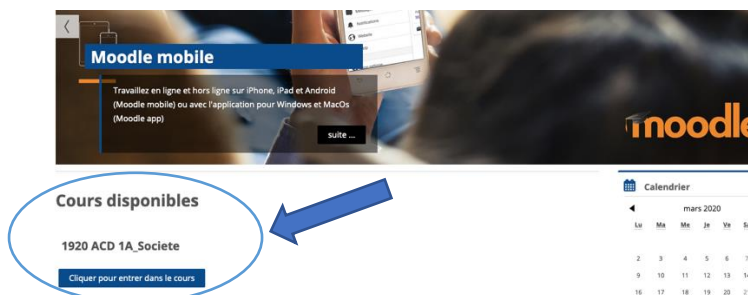 Notifications
Moodle mobile
Travaillez en ligne et hors ligne sur iPhone, iPad et Android
(Moodle mobile) ou avec l'application pour Windows et MacOs
(Moodle app)
suite ...
moodle
Cours disponibles
1920 ACD 1A_Societe
Cliquer pour entrer dans le cours
Calendrier
mars 2020
Lu Ma Me Je Ve
2 3 4 5 6
9 10 11 12 13 14
16 17 18 19 20